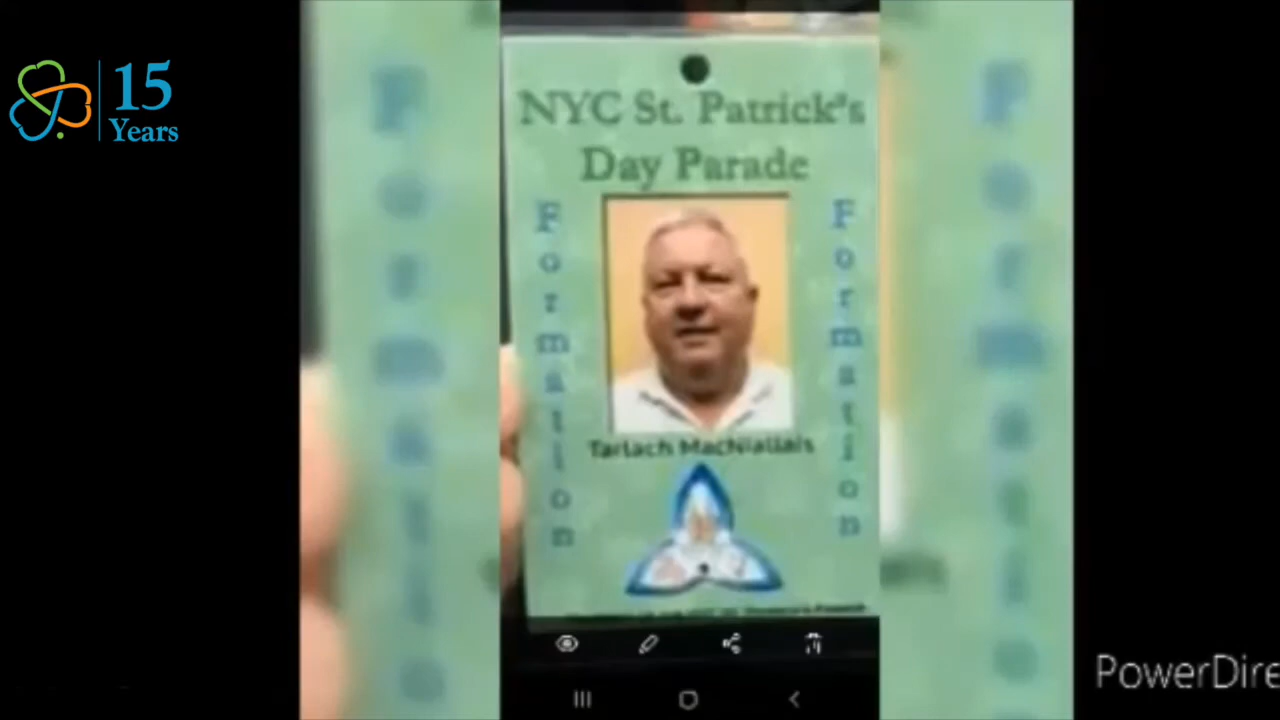 15
Years
NYC St. Patrick's
Day Parade
Formation
Formation
Tarlach MacNiallais
PowerDire